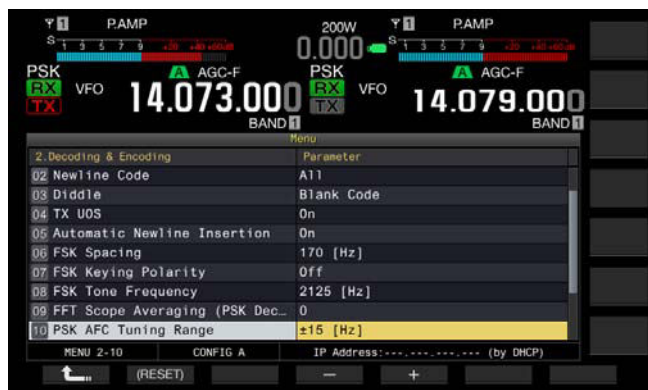 1 P.AMP 200W 1 P.AMP
S 1 3 5 7 9 +20 +40 +60dB 0.000 S 1 3 5 7 9 +20 +40 +60dB
PSK A AGC-F PSK A AGC-F
RX VFO 14.073.000 RX VFO 14.079.000
TX TX
BAND 1 BAND 1
Menu
2.Decoding & Encoding Parameter
02 Newline Code All
03 Diddle Blank Code
04 TX UOS On
05 Automatic Newline Insertion On
06 FSK Spacing 170 [Hz]
07 FSK Keying Polarity Off
08 FSK Tone Frequency 2125 [Hz]
09 FFT Scope Averaging (PSK Dec… 0
10 PSK AFC Tuning Range ±15 [Hz]
MENU 2-10 CONFIG A IP Address:---.---.---.--- (by DHCP)
(RESET) − +